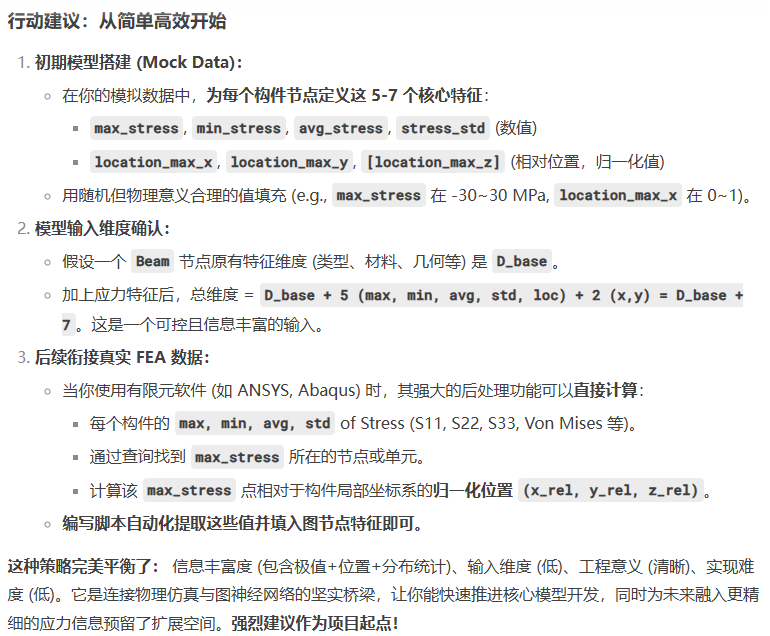 行动建议：从简单高效开始
1. 初期模型搭建 (Mock Data)：
◦ 在你的模拟数据中，为每个构件节点定义这 5-7 个核心特征：
▪ max_stress, min_stress, avg_stress, stress_std (数值)
▪ location_max_x, location_max_y, [location_max_z] (相对位置，归一化值)
◦ 用随机但物理意义合理的值填充 (e.g., max_stress 在 -30~30 MPa, location_max_x 在 0~1)。
2. 模型输入维度确认：
◦ 假设一个 Beam 节点原有特征维度 (类型、材料、几何等) 是 D_base。
◦ 加上应力特征后，总维度 = D_base + 5 (max, min, avg, std, loc) + 2 (x,y) = D_base +
7。这是一个可控且信息丰富的输入。
3. 后续衔接真实 FEA 数据：
◦ 当你使用有限元软件 (如 ANSYS, Abaqus) 时，其强大的后处理功能可以直接计算：
▪ 每个构件的 max, min, avg, std of Stress (S11, S22, S33, Von Mises 等)。
▪ 通过查询找到 max_stress 所在的节点或单元。
▪ 计算该 max_stress 点相对于构件局部坐标系的归一化位置 (x_rel, y_rel, z_rel)。
◦ 编写脚本自动化提取这些值并填入图节点特征即可。
这种策略完美平衡了： 信息丰富度 (包含极值+位置+分布统计)、输入维度 (低)、工程意义 (清晰)、实现难
度 (低)。它是连接物理仿真与图神经网络的坚实桥梁，让你能快速推进核心模型开发，同时为未来融入更精
细的应力信息预留了扩展空间。强烈建议作为项目起点！